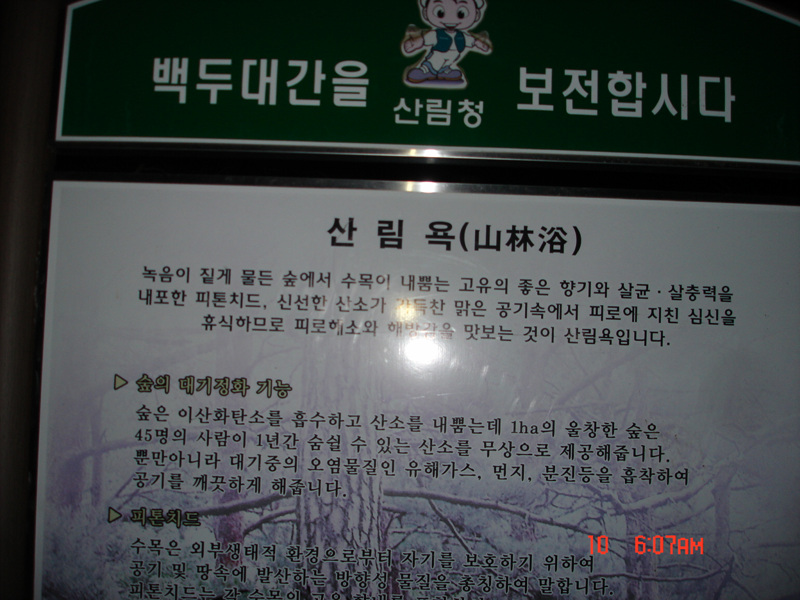 백두대간을 보전합시다
산림청
산 림 욕(山林浴)
녹음이 짙게 물든 숲에서 수목이 내뿜는 고유의 좋은 향기와 살균·살충력을
내포한 피톤치드, 신선한 산소가 가득찬 맑은 공기속에서 피로에 지친 심신을
휴식하므로 피로해소와 해방감을 맛보는 것이 산림욕입니다.
▶ 숲의 대기정화 기능
숲은 이산화탄소를 흡수하고 산소를 내뿜는데 1ha의 울창한 숲은
45명의 사람이 1년간 숨쉴 수 있는 산소를 무상으로 제공해줍니다.
뿐만아니라 대기중의 오염물질인 유해가스, 먼지, 분진등을 흡착하여
공기를 깨끗하게 해줍니다.
▶ 피톤치드
수목은 외부생태적 환경으로부터 자기를 보호하기 위하여
공기 및 땅속에 발산하는 방향성 물질을 총칭하여 말합니다.
피톤치드는 각 수목의
10 6:07AM